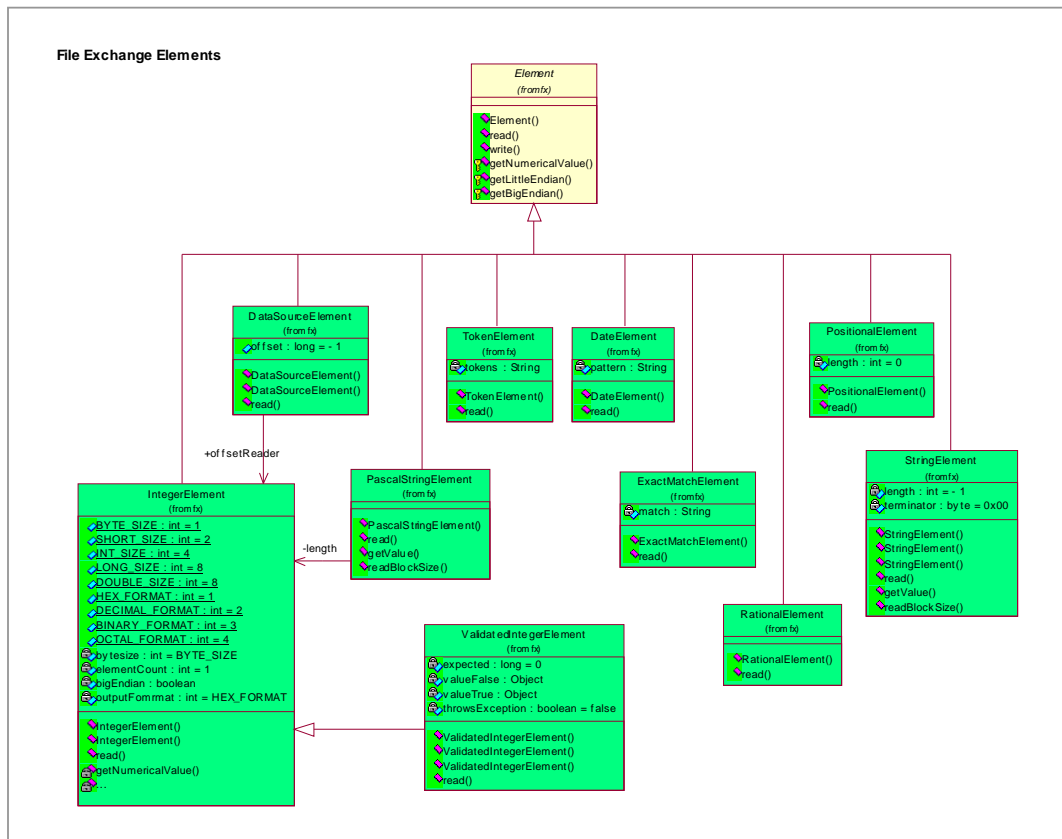 File Exchange Elements
Element
(from fx)
Element()
read()
write()
getNumericalValue()
getLittleEndian()
getBigEndian()
DataSourceElement
(from fx)
offset : long = - 1
DataSourceElement()
DataSourceElement()
read()
TokenElement
(from fx)
tokens : String
TokenElement()
read()
DateElement
(from fx)
pattern : String
DateElement()
read()
PositionalElement
(from fx)
length : int = 0
PositionalElement()
read()
+offsetReader
IntegerElement
(from fx)
BYTE_SIZE : int = 1
SHORT_SIZE : int = 2
INT_SIZE : int = 4
LONG_SIZE : int = 8
DOUBLE_SIZE : int = 8
HEX_FORMAT : int = 1
DECIMAL_FORMAT : int = 2
BINARY_FORMAT : int = 3
OCTAL_FORMAT : int = 4
bytesize : int = BYTE_SIZE
elementCount : int = 1
bigEndian : boolean
outputFomrmat : int = HEX_FORMAT
IntegerElement()
IntegerElement()
read()
getNumericalValue()
...
-length
PascalStringElement
(from fx)
PascalStringElement()
read()
getValue()
readBlockSize()
ExactMatchElement
(from fx)
match : String
ExactMatchElement()
read()
StringElement
(from fx)
length : int = - 1
terminator : byte = 0x00
StringElement()
StringElement()
StringElement()
read()
getValue()
readBlockSize()
ValidatedIntegerElement
(from fx)
expected : long = 0
valueFalse : Object
valueTrue : Object
throwsException : boolean = false
ValidatedIntegerElement()
ValidatedIntegerElement()
ValidatedIntegerElement()
read()
RationalElement
(from fx)
RationalElement()
read()